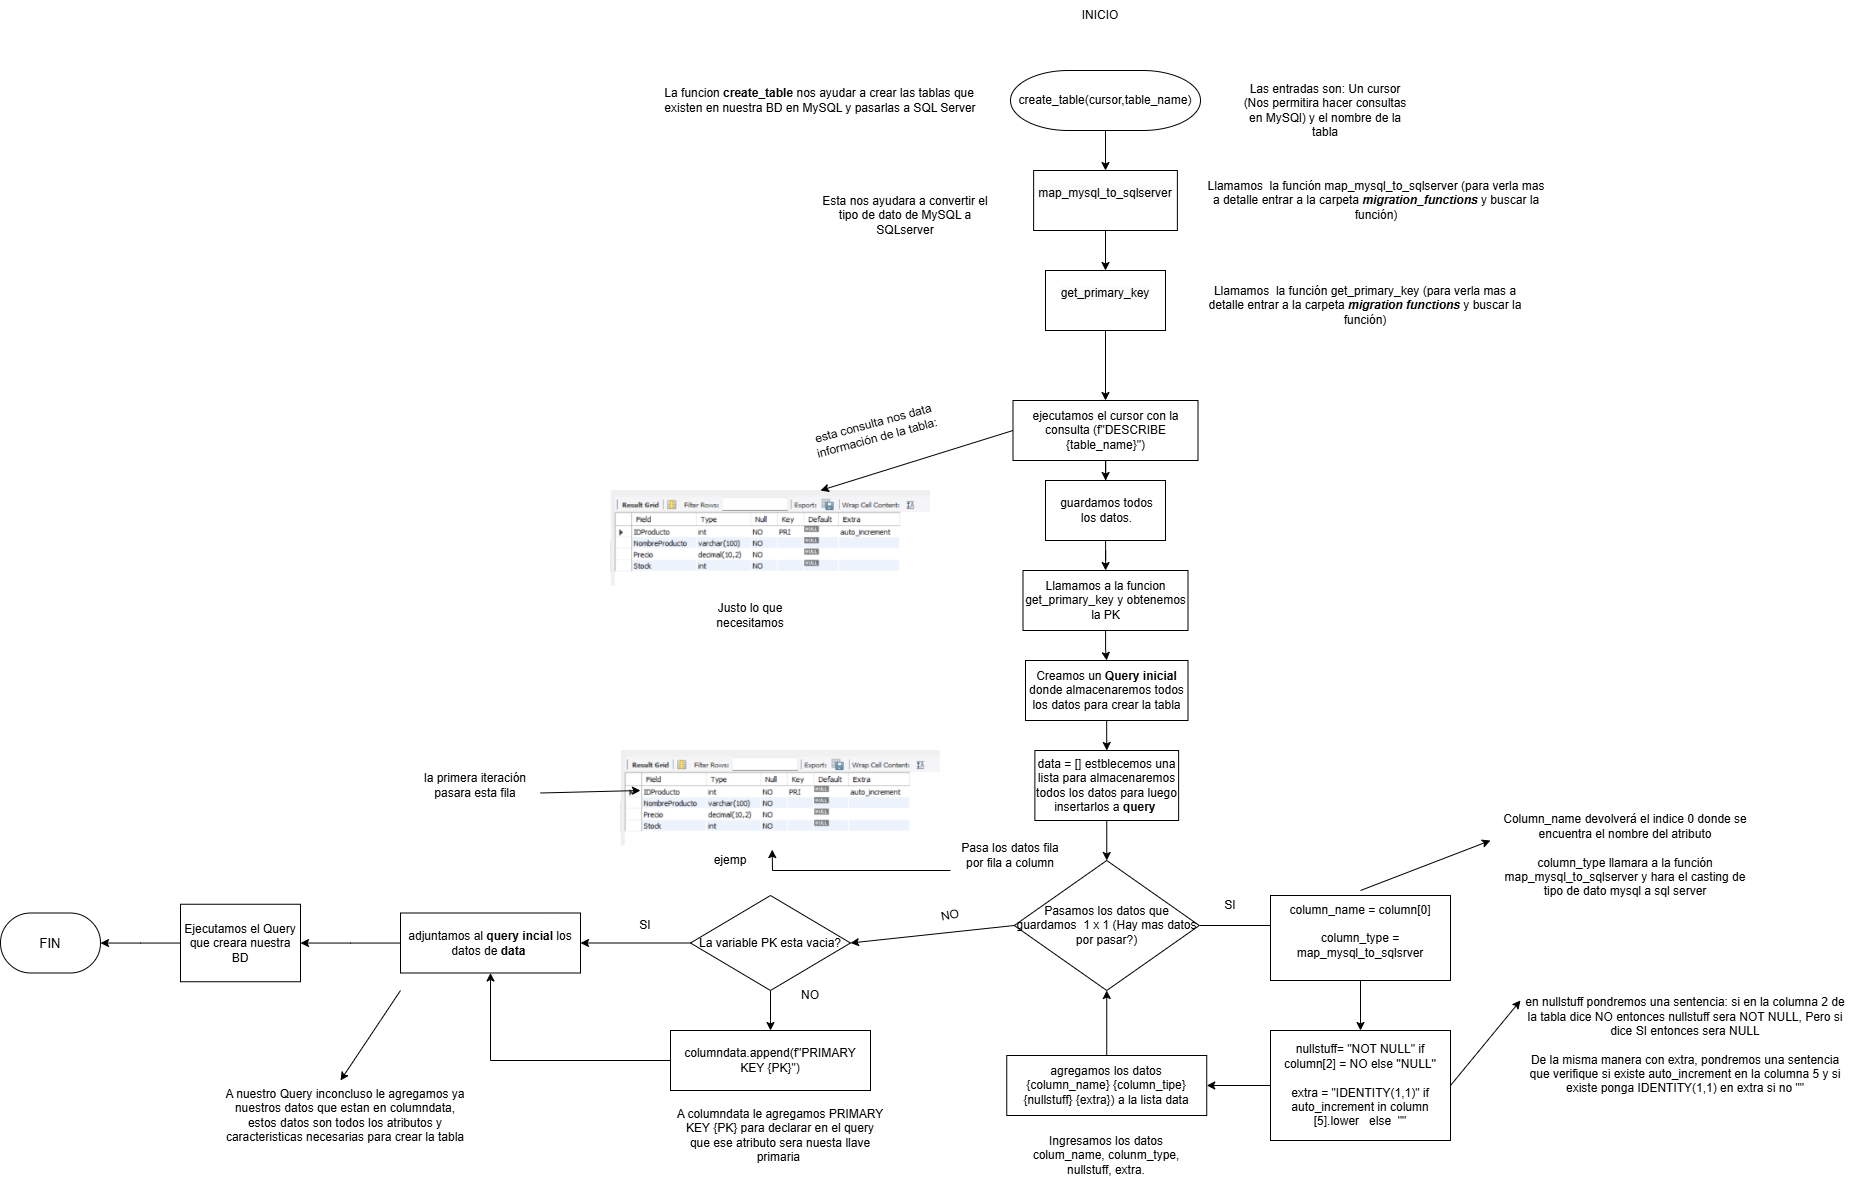 INICIO
La funcion create_table nos ayudar a crear las tablas que
existen en nuestra BD en MySQL y pasarlas a SQL Server
create_table(cursor,table_name)
Las entradas son: Un cursor
(Nos permitira hacer consultas
en MySQl) y el nombre de la
tabla
map_mysql_to_sqlserver
Esta nos ayudara a convertir el
tipo de dato de MySQL a
SQLserver
Llamamos la función map_mysql_to_sqlserver (para verla mas
a detalle entrar a la carpeta migration_functions y buscar la
función)
get_primary_key
Llamamos la función get_primary_key (para verla mas a
detalle entrar a la carpeta migration functions y buscar la
función)
ejecutamos el cursor con la
consulta (f"DESCRIBE
{table_name}")
esta consulta nos data
información de la tabla:
Result Grid Filter Rows: Export: Wrap Cell Content: IA
Field Type Null Key Default Extra
IDProducto int NO PRI NULL auto_increment
NombreProducto varchar(100) NO NULL
Precio decimal(10,2) NO NULL
Stock int NO NULL
Justo lo que
necesitamos
guardamos todos
los datos.
Llamamos a la funcion
get_primary_key y obtenemos
la PK
Creamos un Query inicial
donde almacenaremos todos
los datos para crear la tabla
data = [] estblecemos una
lista para almacenaremos
todos los datos para luego
insertarlos a query
la primera iteración
pasara esta fila
Result Grid Filter Rows: Export: Wrap Cell Content: IA
Field Type Null Key Default Extra
IDProducto int NO PRI NULL auto_increment
NombreProducto varchar(100) NO NULL
Precio decimal(10,2) NO NULL
Stock int NO NULL
ejemp
Pasa los datos fila
por fila a column
Pasamos los datos que
guardamos 1 x 1 (Hay mas datos
por pasar?)
SI
NO
column_name = column[0]
column_type =
map_mysql_to_sqlsrver
Column_name devolverá el indice 0 donde se
encuentra el nombre del atributo
column_type llamara a la función
map_mysql_to_sqlserver y hara el casting de
tipo de dato mysql a sql server
nullstuff= "NOT NULL" if
column[2] = NO else "NULL"
extra = "IDENTITY(1,1)" if
auto_increment in column
[5].lower else ""
en nullstuff pondremos una sentencia: si en la columna 2 de
la tabla dice NO entonces nullstuff sera NOT NULL, Pero si
dice SI entonces sera NULL
De la misma manera con extra, pondremos una sentencia
que verifique si existe auto_increment en la columna 5 y si
existe ponga IDENTITY(1,1) en extra si no ""
agregamos los datos
{column_name} {column_tipe}
{nullstuff} {extra}) a la lista data
Ingresamos los datos
colum_name, colunm_type,
nullstuff, extra.
La variable PK esta vacia?
SI
NO
columndata.append(f"PRIMARY
KEY {PK}")
A columndata le agregamos PRIMARY
KEY {PK} para declarar en el query
que ese atributo sera nuesta llave
primaria
adjuntamos al query incial los
datos de data
A nuestro Query inconcluso le agregamos ya
nuestros datos que estan en columndata,
estos datos son todos los atributos y
caracteristicas necesarias para crear la tabla
Ejecutamos el Query
que creara nuestra
BD
FIN